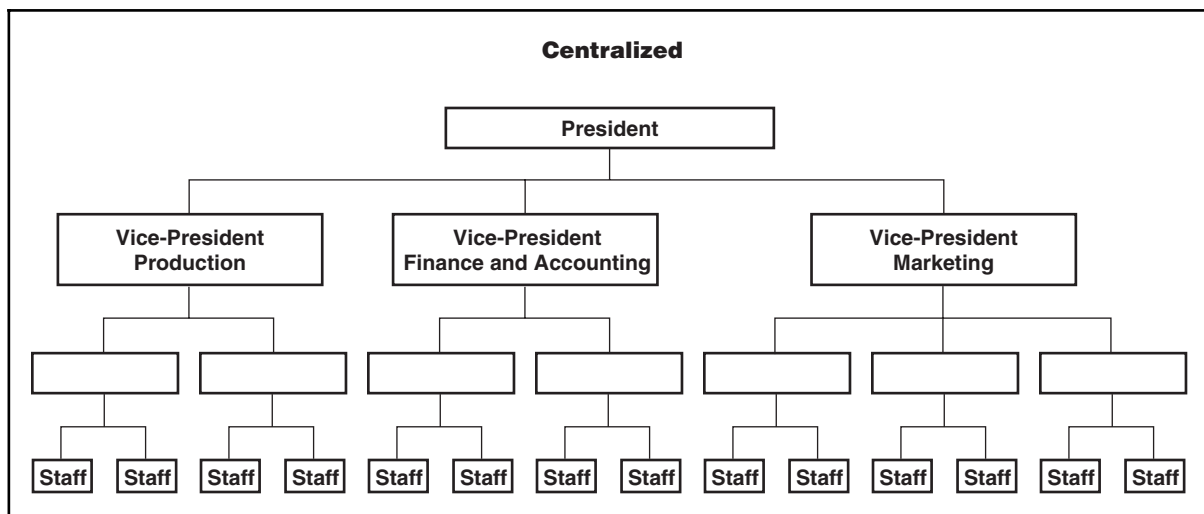 Centralized
President
Vice-President
Production
Vice-President
Finance and Accounting
Vice-President
Marketing
Staff
Staff
Staff
Staff
Staff
Staff
Staff
Staff
Staff
Staff
Staff
Staff
Staff
Staff